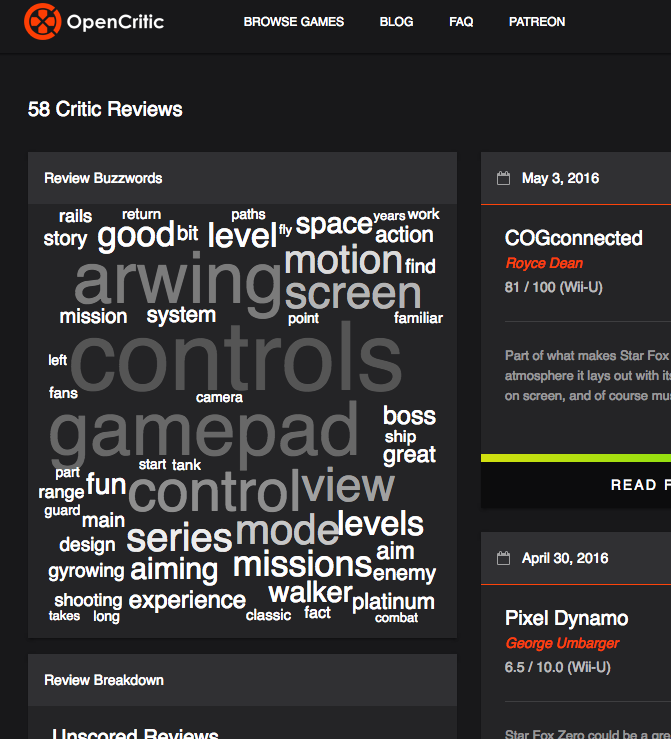 OpenCritic
BROWSE GAMES BLOG FAQ PATREON
58 Critic Reviews
Review Buzzwords
rails return paths years work
story good bit level fly space action
arwing motion find
screen
mission system point familiar
left controls
fans camera
gamepad boss
ship
great
part start tank
range fun control view
guard main
series mode levels
design aim
gyrowing aiming missions enemy
walker
shooting experience platinum
takes long classic fact combat
Review Breakdown
Unscored Reviews
May 3, 2016
COGconnected
Royce Dean
81 / 100 (Wii-U)
Part of what makes Star Fox
atmosphere it lays out with
on screen, and of course
READ
April 30, 2016
Pixel Dynamo
George Umbarger
6.5 / 10.0 (Wii-U)
Star Fox Zero could be a